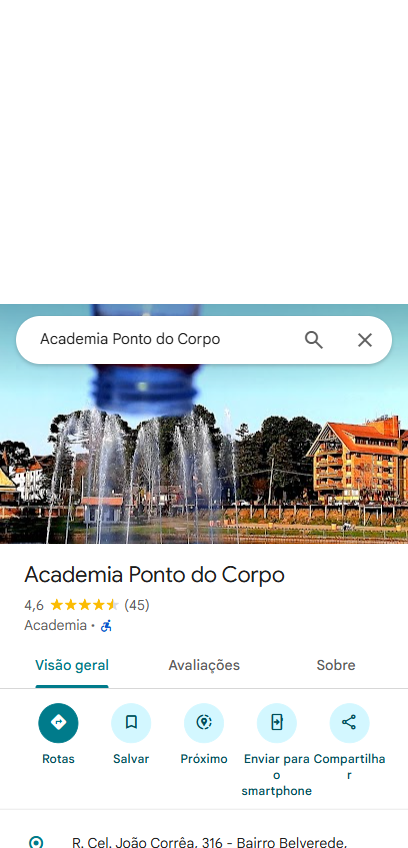 Academia Ponto do Corpo
Academia Ponto do Corpo
4,6 (45)
Academia ·
Visão geral Avaliações Sobre
Rotas Salvar Próximo Enviar para o smartphone Compartilhar
R. Cel. João Corrêa, 316 - Bairro Belverede,